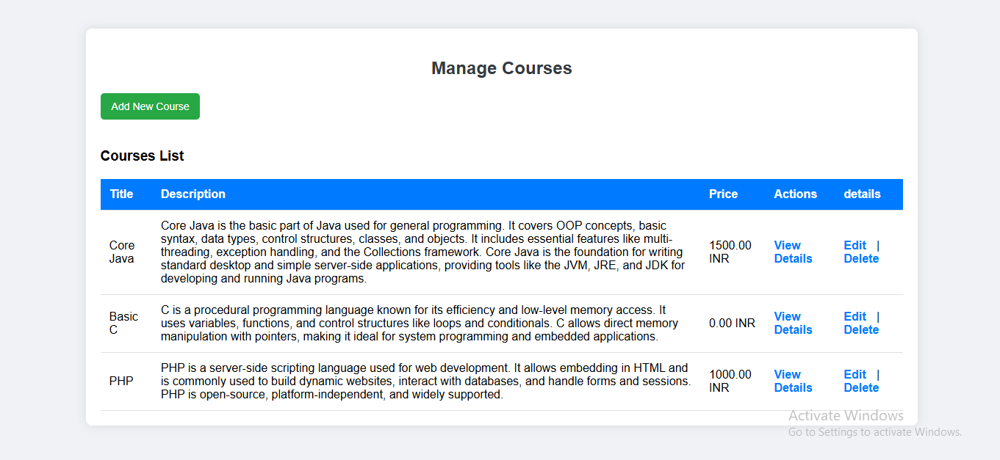 Manage Courses
Add New Course
Courses List
Title Description Price Actions details
Core Java is the basic part of Java used for general programming. It covers OOP concepts, basic
Core syntax, data types, control structures, classes, and objects. It includes essential features like multi- 1500.00 View Edit |
Java threading, exception handling, and the Collections framework. Core Java is the foundation for writing INR Details Delete
standard desktop and simple server-side applications, providing tools like the JVM, JRE, and JDK for
developing and running Java programs.
C is a procedural programming language known for its efficiency and low-level memory access. It
Basic uses variables, functions, and control structures like loops and conditionals. C allows direct memory 0.00 INR View Edit |
C manipulation with pointers, making it ideal for system programming and embedded applications. Details Delete
PHP is a server-side scripting language used for web development. It allows embedding in HTML and
PHP is commonly used to build dynamic websites, interact with databases, and handle forms and sessions. 1000.00 View Edit |
PHP is open-source, platform-independent, and widely supported. INR Details Delete
Activate Windows
Go to Settings to activate Windows.